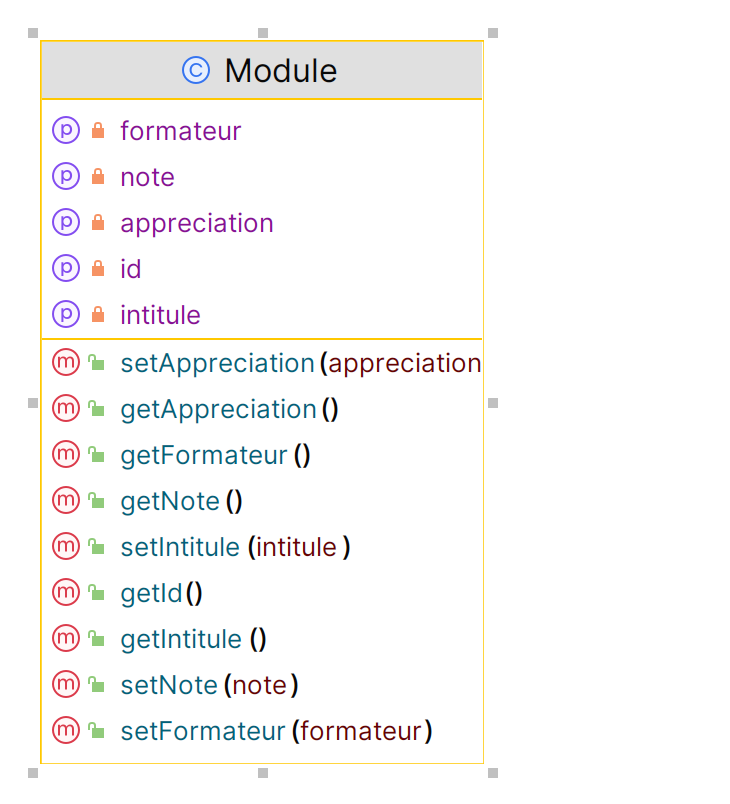 C Module
p formateur
p note
p appreciation
p id
p intitule
m setAppreciation(appreciation
m getAppreciation()
m getFormateur()
m getNote()
m setIntitule(intitule)
m getId()
m getIntitule()
m setNote(note)
m setFormateur(formateur)